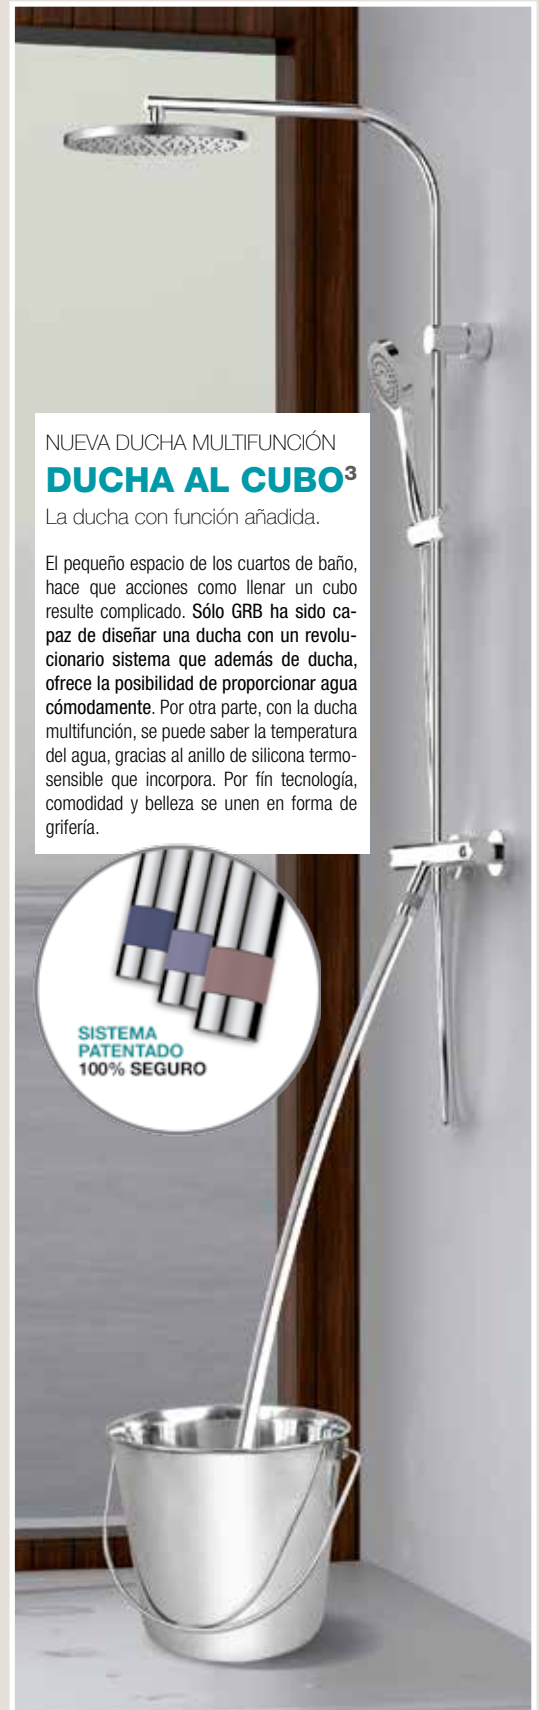 NUEVA DUCHA MULTIFUNCIÓN
DUCHA AL CUBO³
La ducha con función añadida.
El pequeño espacio de los cuartos de baño,
hace que acciones como llenar un cubo
resulte complicado. Sólo GRB ha sido ca-
paz de diseñar una ducha con un revolu-
cionario sistema que además de ducha,
ofrece la posibilidad de proporcionar agua
cómodamente. Por otra parte, con la ducha
multifunción, se puede saber la temperatura
del agua, gracias al anillo de silicona termo-
sensible que incorpora. Por fín tecnología,
comodidad y belleza se unen en forma de
grifería.
SISTEMA
PATENTADO
100% SEGURO